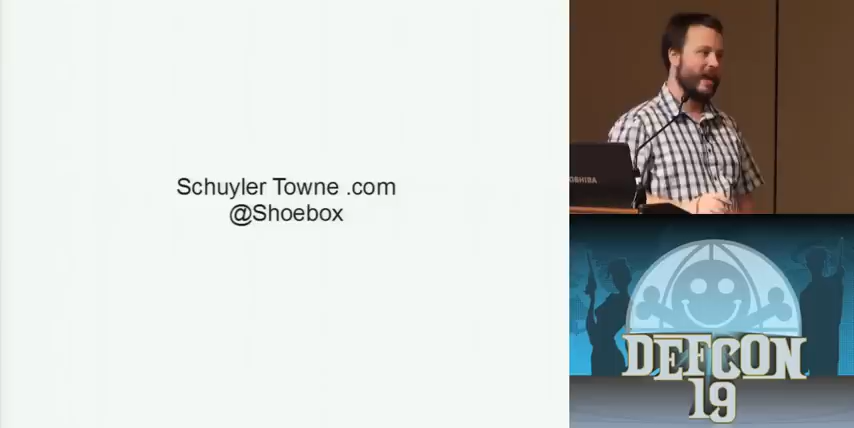 Schuyler Towne .com
@Shoebox
TOSHIBA
DEFCON
19